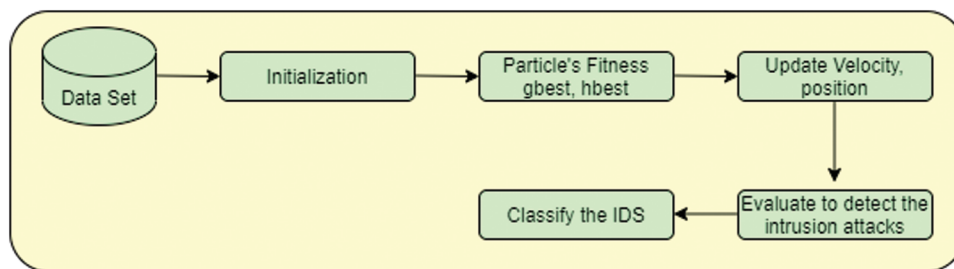 Data Set
Initialization
Particle's Fitness
gbest, hbest
Update Velocity,
position
Evaluate to detect the
intrusion attacks
Classify the IDS